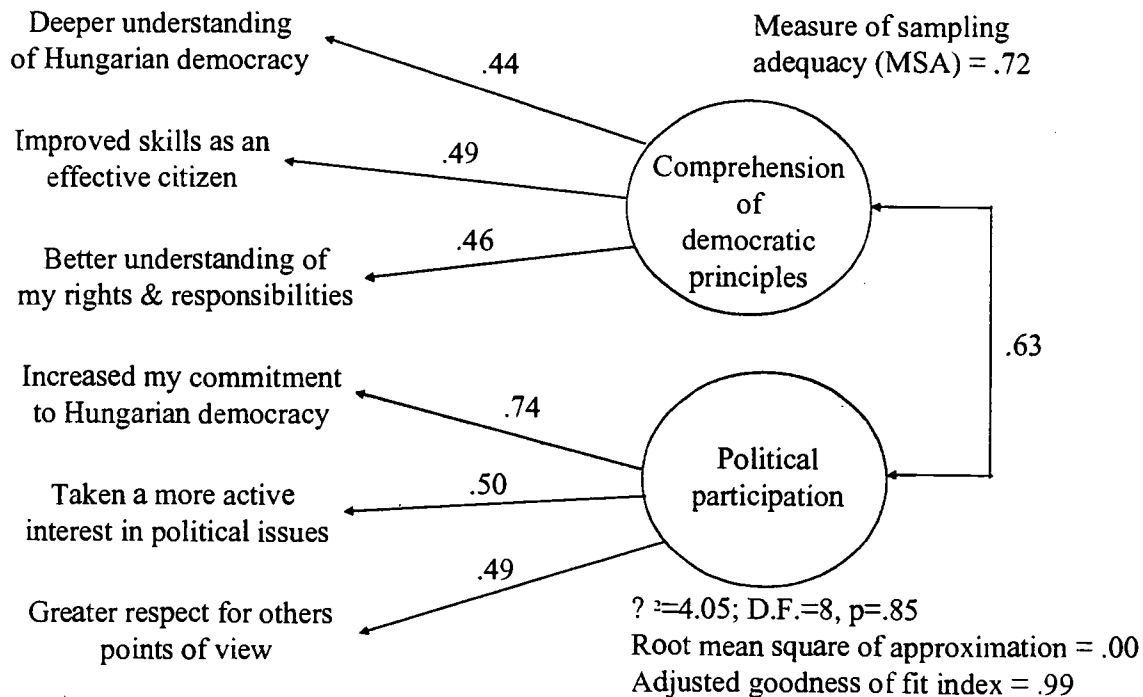 Deeper understanding
of Hungarian democracy
.44
Measure of sampling
adequacy (MSA) = .72
Improved skills as an
effective citizen
.49
Comprehension
of
democratic
principles
Better understanding of
my rights & responsibilities
.46
.63
Increased my commitment
to Hungarian democracy
.74
Political
participation
Taken a more active
interest in political issues
.50
Greater respect for others
points of view
.49
? ²=4.05; D.F.=8, p=.85
Root mean square of approximation = .00
Adjusted goodness of fit index = .99